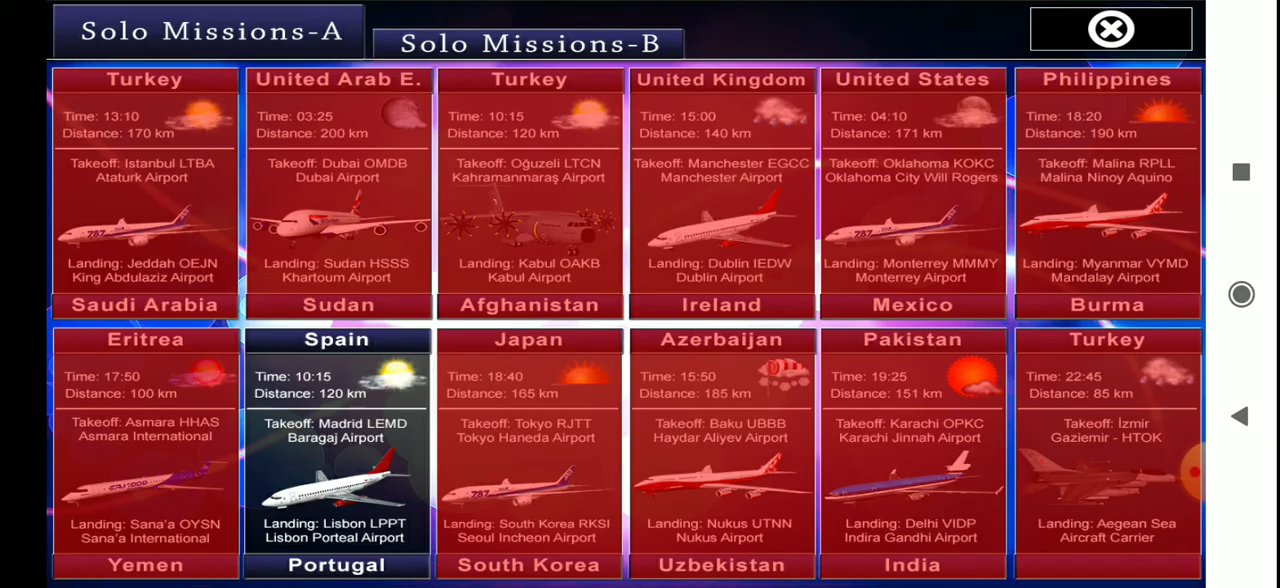 Solo Missions-A
Solo Missions-B
Turkey
Time: 13:10
Distance: 170 km
Takeoff: Istanbul LTBA
Ataturk Airport
787
Landing: Jeddah OEJN
King Abdulaziz Airport
Saudi Arabia
United Arab E.
Time: 03:25
Distance: 200 km
Takeoff: Dubai OMDB
Dubai Airport
Landing: Sudan HSSS
Khartoum Airport
Sudan
Turkey
Time: 10:15
Distance: 120 km
Takeoff: Oğuzeli LTCN
Kahramanmaraş Airport
Landing: Kabul OAKB
Kabul Airport
Afghanistan
United Kingdom
Time: 15:00
Distance: 140 km
Takeoff: Manchester EGCC
Manchester Airport
Landing: Dublin IEDW
Dublin Airport
Ireland
United States
Time: 04:10
Distance: 171 km
Takeoff: Oklahoma KOKC
Oklahoma City Will Rogers
787
Landing: Monterrey MMMY
Monterrey Airport
Mexico
Philippines
Time: 18:20
Distance: 190 km
Takeoff: Malina RPLL
Malina Ninoy Aquino
Landing: Myanmar VYMD
Mandalay Airport
Burma
Eritrea
Time: 17:50
Distance: 100 km
Takeoff: Asmara HHAS
Asmara International
CRJ1000
Landing: Sana'a OYSN
Sana'a International
Yemen
Spain
Time: 10:15
Distance: 120 km
Takeoff: Madrid LEMD
Baragaj Airport
Landing: Lisbon LPPT
Lisbon Porteal Airport
Portugal
Japan
Time: 18:40
Distance: 165 km
Takeoff: Tokyo RJTT
Tokyo Haneda Airport
787
Landing: South Korea RKSI
Seoul Incheon Airport
South Korea
Azerbaijan
Time: 15:50
Distance: 185 km
Takeoff: Baku UBBB
Haydar Aliyev Airport
Landing: Nukus UTNN
Nukus Airport
Uzbekistan
Pakistan
Time: 19:25
Distance: 151 km
Takeoff: Karachi OPKC
Karachi Jinnah Airport
Landing: Delhi VIDP
Indira Gandhi Airport
India
Turkey
Time: 22:45
Distance: 85 km
Takeoff: İzmir
Gaziemir - HTOK
Landing: Aegean Sea
Aircraft Carrier